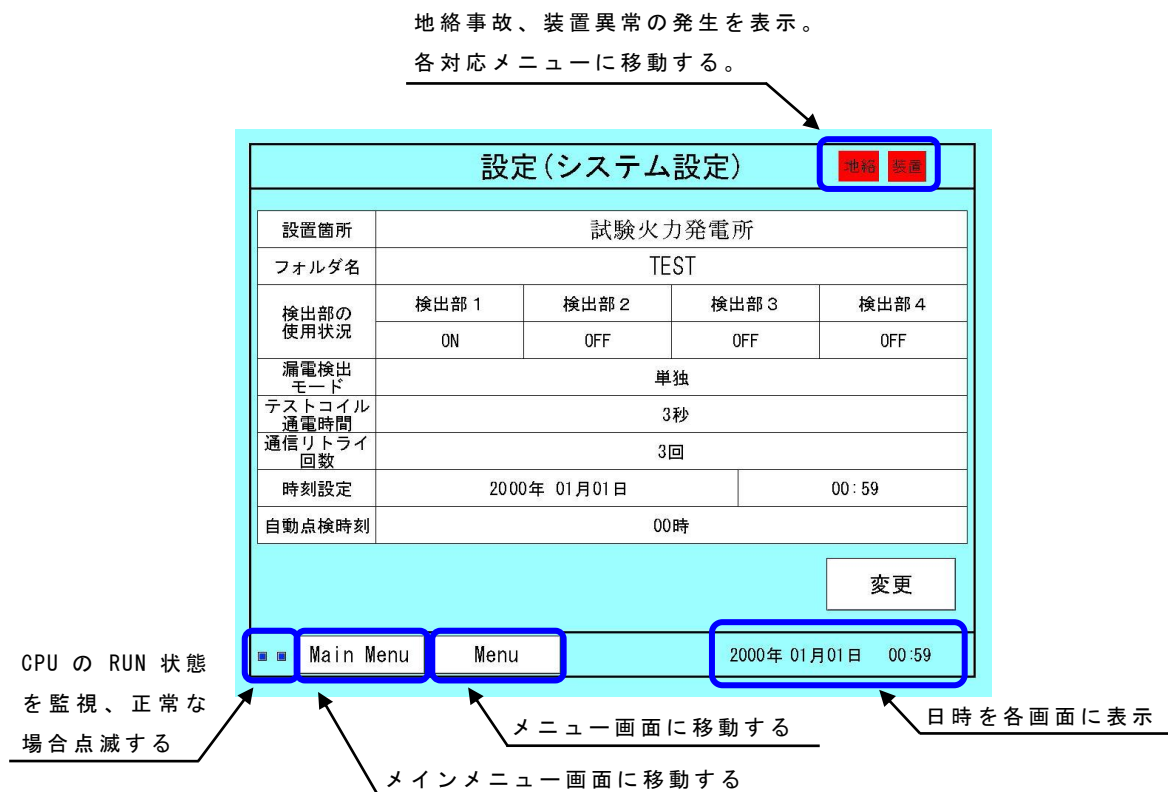 地絡事故、装置異常の発生を表示。
各対応メニューに移動する。
設定(システム設定) 地絡 装置
設置箇所 試験火力発電所
フォルダ名 TEST
検出部の
使用状況
検出部1 検出部2 検出部3 検出部4
ON OFF OFF OFF
漏電検出
モード
単独
テストコイル
通電時間
3秒
通信リトライ
回数
3回
時刻設定 2000年 01月01日 00:59
自動点検時刻 00時
変更
Main Menu Menu 2000年 01月01日 00:59
CPU の RUN 状態
を監視、正常な
場合点滅する
メニュー画面に移動する
日時を各画面に表示
メインメニュー画面に移動する